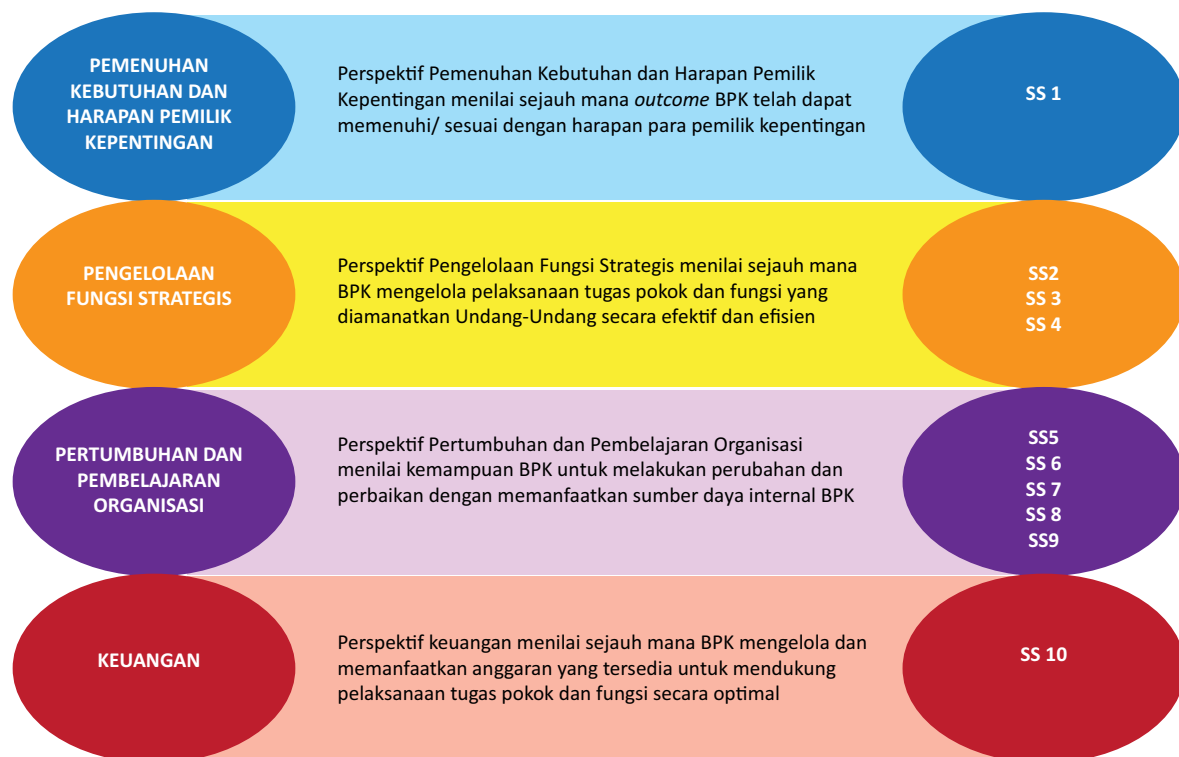 PEMENUHAN
KEBUTUHAN DAN
HARAPAN PEMILIK
KEPENTINGAN
Perspektif Pemenuhan Kebutuhan dan Harapan Pemilik
Kepentingan menilai sejauh mana outcome BPK telah dapat
memenuhi/ sesuai dengan harapan para pemilik kepentingan
SS 1
PENGELOLAAN
FUNGSI STRATEGIS
Perspektif Pengelolaan Fungsi Strategis menilai sejauh mana
BPK mengelola pelaksanaan tugas pokok dan fungsi yang
diamanatkan Undang-Undang secara efektif dan efisien
SS2
SS 3
SS 4
PERTUMBUHAN DAN
PEMBELAJARAN
ORGANISASI
Perspektif Pertumbuhan dan Pembelajaran Organisasi
menilai kemampuan BPK untuk melakukan perubahan dan
perbaikan dengan memanfaatkan sumber daya internal BPK
SS5
SS 6
SS 7
SS 8
SS9
KEUANGAN
Perspektif keuangan menilai sejauh mana BPK mengelola dan
memanfaatkan anggaran yang tersedia untuk mendukung
pelaksanaan tugas pokok dan fungsi secara optimal
SS 10